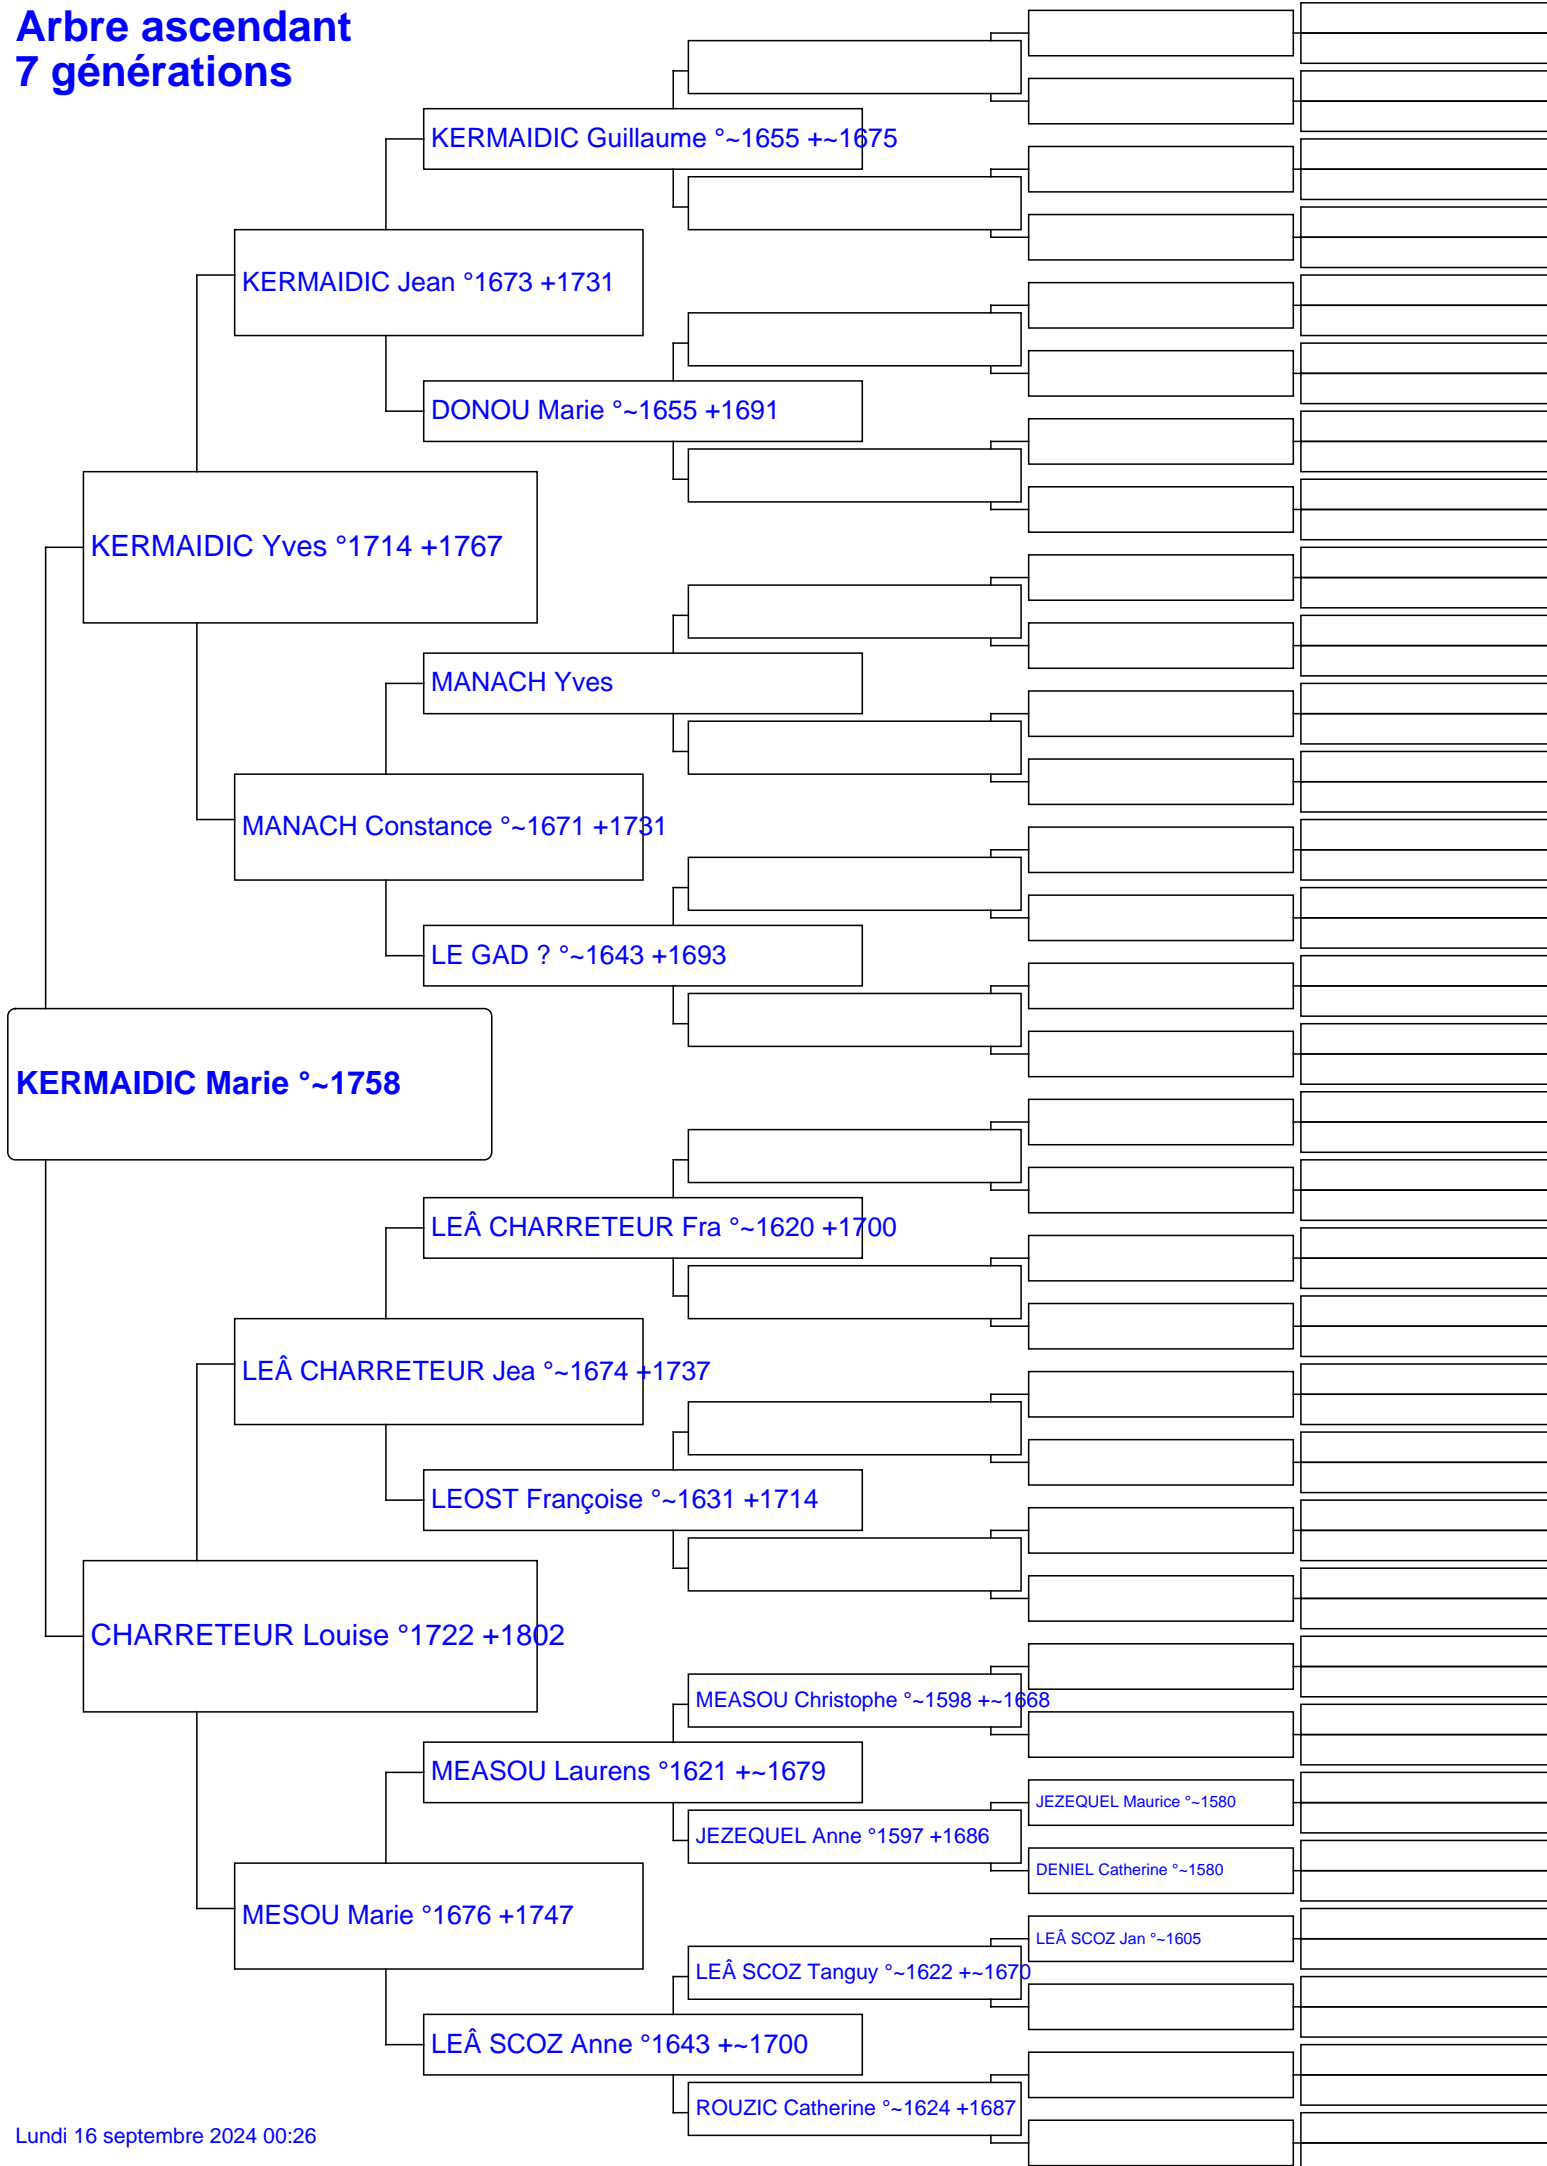 Arbre ascendant
7 générations
KERMAIDIC Guillaume °~1655 +~1675
KERMAIDIC Jean °1673 +1731
DONOU Marie °~1655 +1691
KERMAIDIC Yves °1714 +1767
MANACH Yves
MANACH Constance °~1671 +1731
LE GAD ? °~1643 +1693
KERMAIDIC Marie °~1758
LEÂ CHARRETEUR Fra °~1620 +1700
LEÂ CHARRETEUR Jea °~1674 +1737
LEOST Françoise °~1631 +1714
CHARRETEUR Louise °1722 +1802
MEASOU Christophe °~1598 +~1668
MEASOU Laurens °1621 +~1679
JEZEQUEL Maurice °~1580
JEZEQUEL Anne °1597 +1686
DENIEL Catherine °~1580
MESOU Marie °1676 +1747
LEÂ SCOZ Jan °~1605
LEÂ SCOZ Tanguy °~1622 +~1670
LEÂ SCOZ Anne °1643 +~1700
ROUZIC Catherine °~1624 +1687
Lundi 16 septembre 2024 00:26